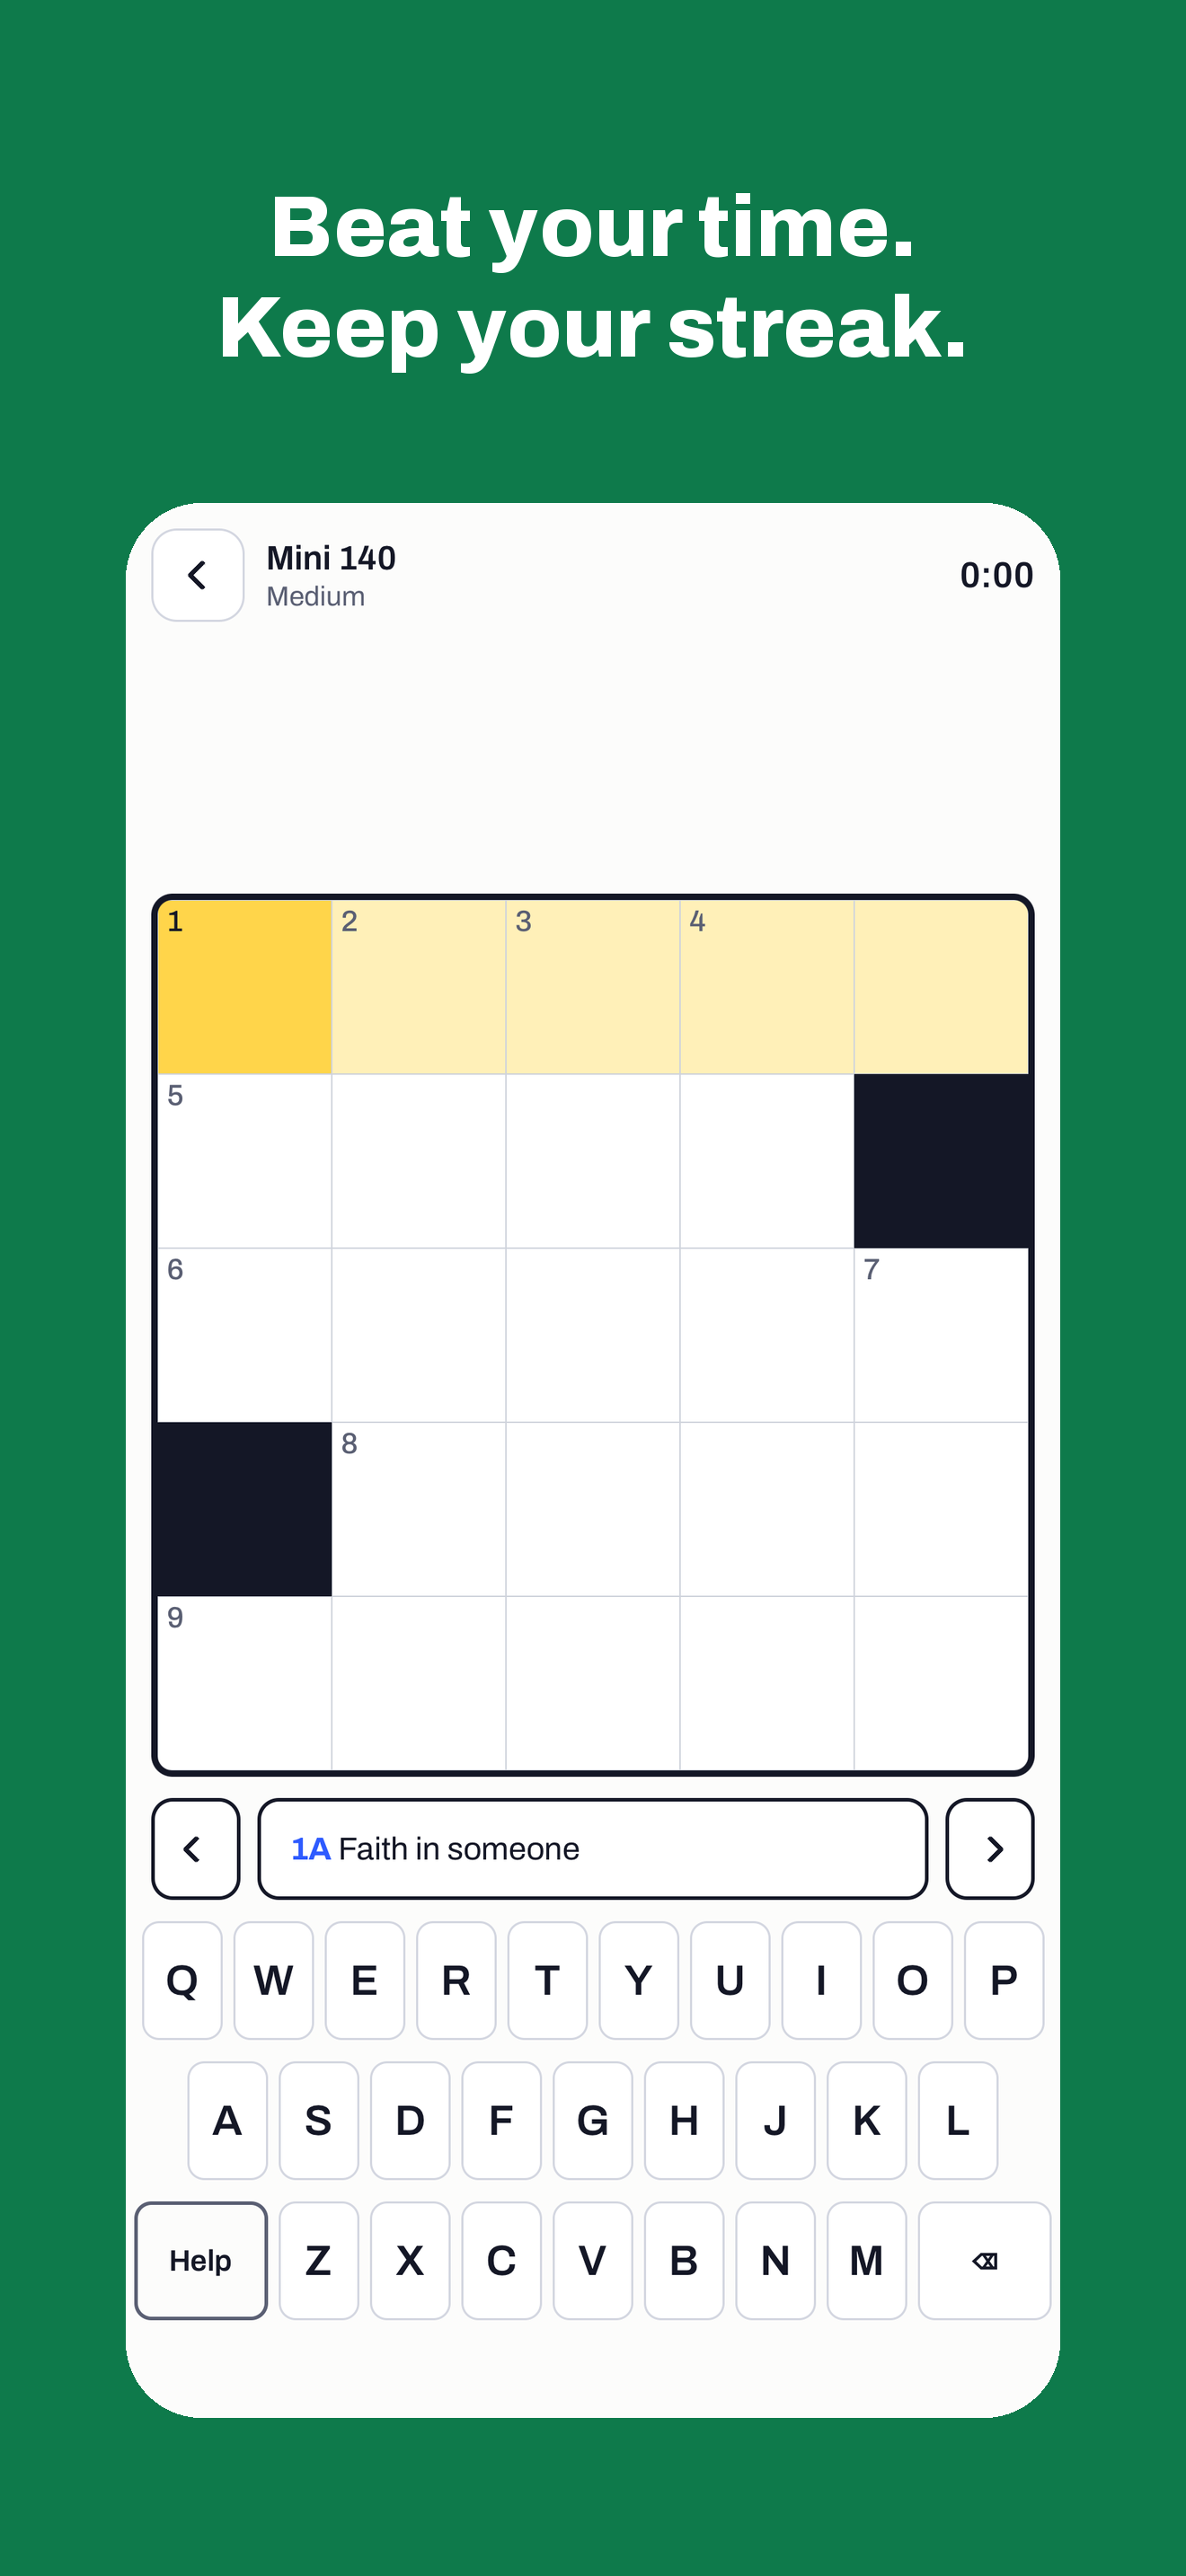 Beat your time.
Keep your streak.
Mini 140
Medium
0:00
1 2 3 4
5
6 7
8
9
1A Faith in someone
Q W E R T Y U I O P
A S D F G H J K L
Help Z X C V B N M